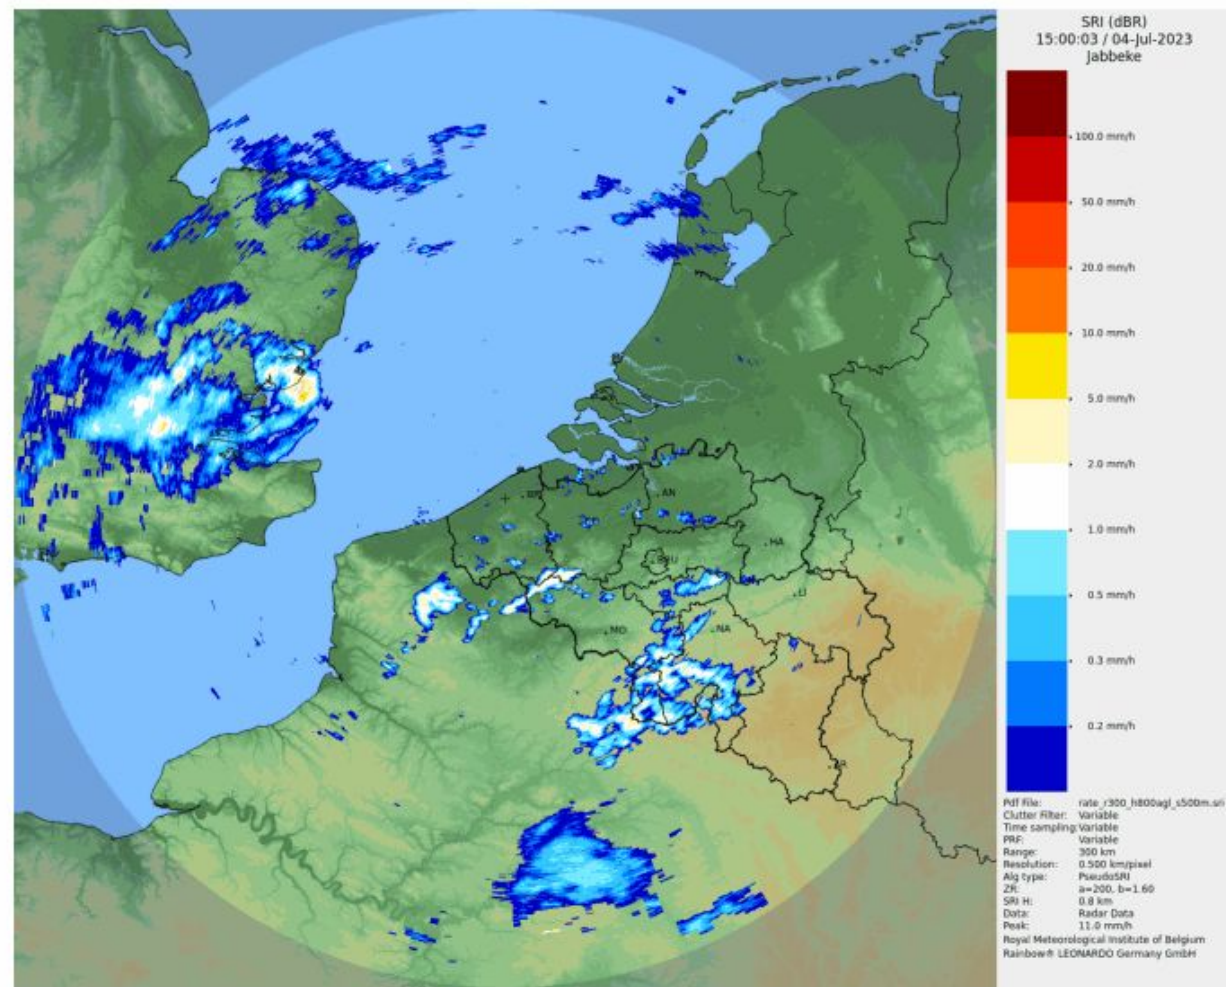 SRI (dBR)
15:00:03 / 04-Jul-2023
Jabbeke
100.0 mm/h
50.0 mm/h
20.0 mm/h
10.0 mm/h
5.0 mm/h
2.0 mm/h
1.0 mm/h
0.5 mm/h
0.3 mm/h
0.2 mm/h
AN
HA
LI
MO
NA
Pdf File: rate_r300_h800agl_s500m.sri
Clutter Filter: Variable
Time sampling: Variable
PRF: Variable
Range: 300 km
Resolution: 0.500 km/pixel
Alg type: PseudoSRI
ZR: a=200, b=1.60
SRI H: 0.8 km
Data: Radar Data
Peak: 11.0 mm/h
Royal Meteorological Institute of Belgium
Rainbow® LEONARDO Germany GmbH